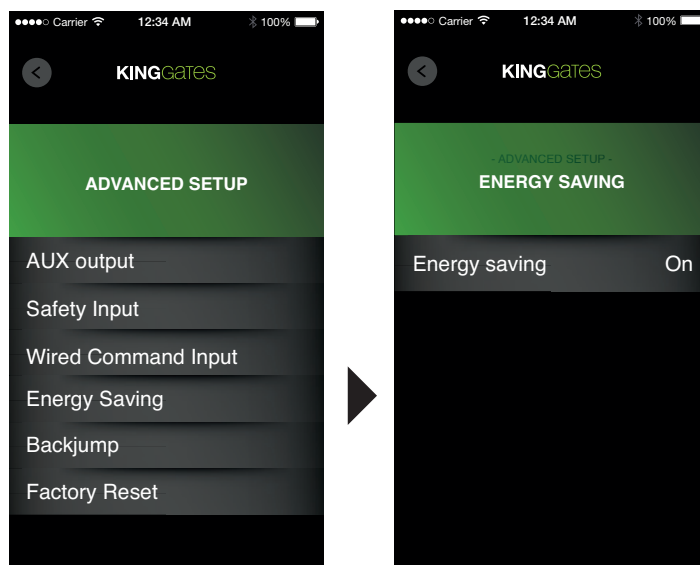 Carrier 12:34 AM 100%
KINGGATES
ADVANCED SETUP
AUX output
Safety Input
Wired Command Input
Energy Saving
Backjump
Factory Reset
Carrier 12:34 AM 100%
KINGGATES
- ADVANCED SETUP -
ENERGY SAVING
Energy saving On